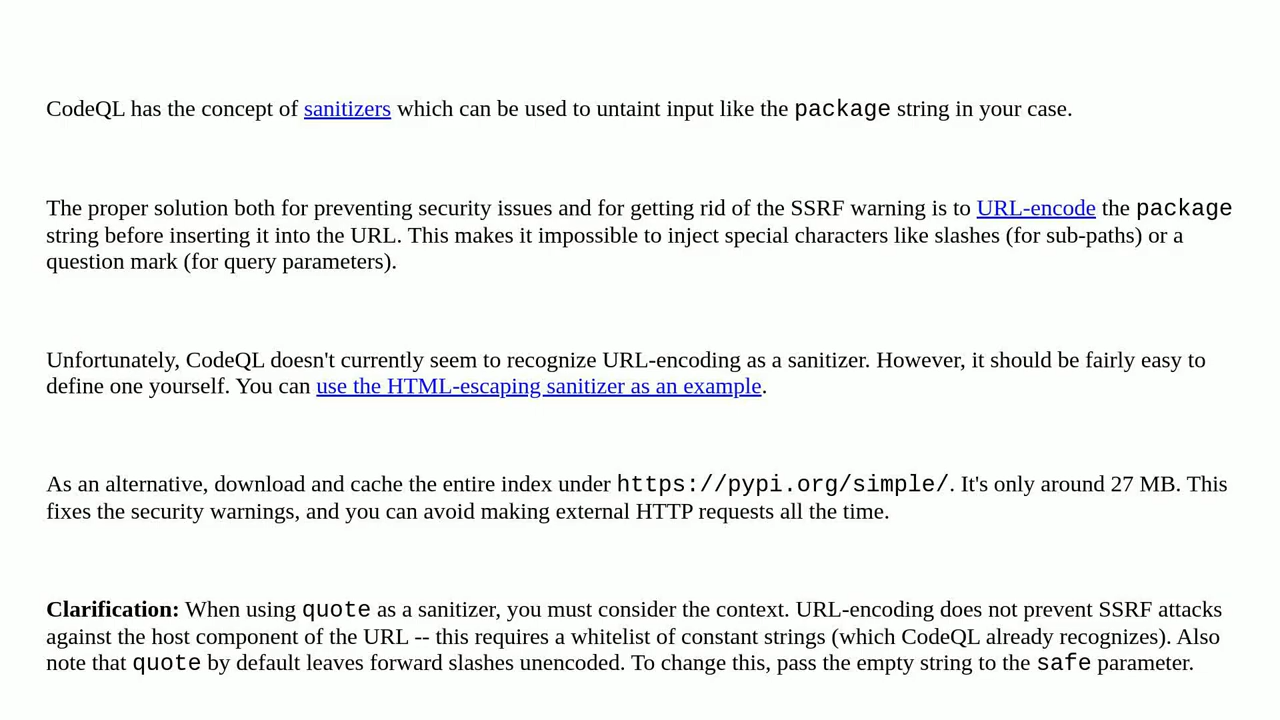 CodeQL has the concept of sanitizers which can be used to untaint input like the package string in your case.
The proper solution both for preventing security issues and for getting rid of the SSRF warning is to URL-encode the package
string before inserting it into the URL. This makes it impossible to inject special characters like slashes (for sub-paths) or a
question mark (for query parameters).
Unfortunately, CodeQL doesn't currently seem to recognize URL-encoding as a sanitizer. However, it should be fairly easy to
define one yourself. You can use the HTML-escaping sanitizer as an example.
As an alternative, download and cache the entire index under https://pypi.org/simple/. It's only around 27 MB. This
fixes the security warnings, and you can avoid making external HTTP requests all the time.
Clarification: When using quote as a sanitizer, you must consider the context. URL-encoding does not prevent SSRF attacks
against the host component of the URL -- this requires a whitelist of constant strings (which CodeQL already recognizes). Also
note that quote by default leaves forward slashes unencoded. To change this, pass the empty string to the safe parameter.